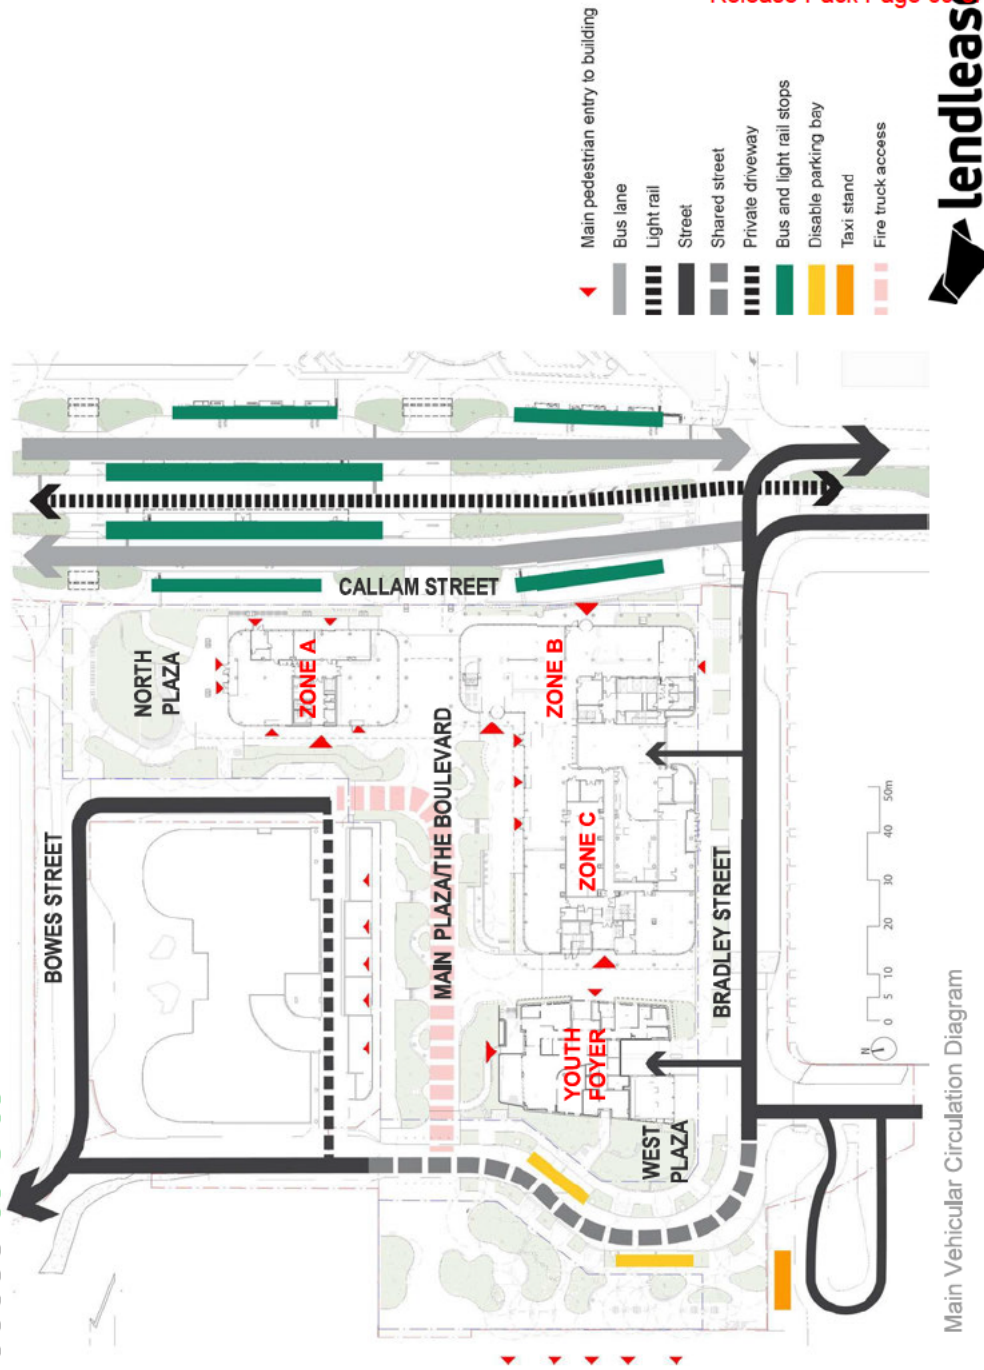 Main pedestrian entry to building
Bus lane
Light rail
Street
Shared street
Private driveway
Bus and light rail stops
Disable parking bay
Taxi stand
Fire truck access
lendlease
CALLAM STREET
NORTH
PLAZA
ZONE A
BOWES STREET
MAIN PLAZA/THE BOULEVARD
ZONE B
ZONE C
YOUTH
FOYER
WEST
PLAZA
BRADLEY STREET
N
0 5 10 20 30 40 50m
Main Vehicular Circulation Diagram